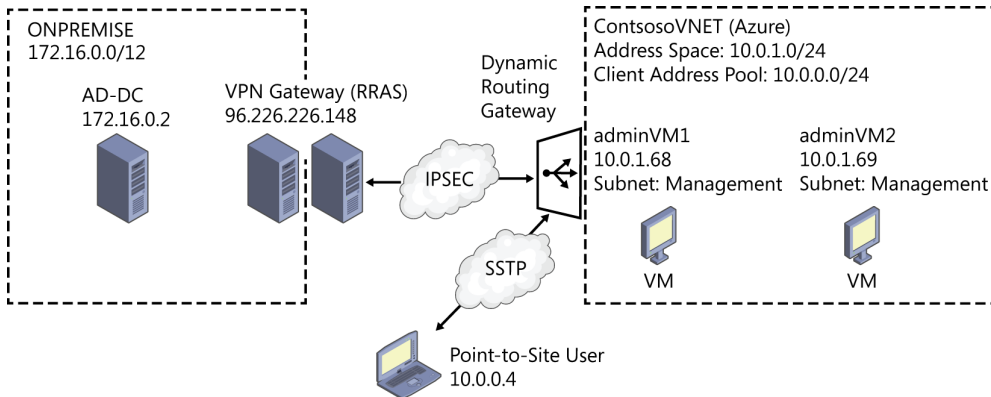 ONPREMISE
172.16.0.0/12
AD-DC
172.16.0.2
VPN Gateway (RRAS)
96.226.226.148
IPSEC
Dynamic
Routing
Gateway
SSTP
Point-to-Site User
10.0.0.4
ContsosoVNET (Azure)
Address Space: 10.0.1.0/24
Client Address Pool: 10.0.0.0/24
adminVM1
10.0.1.68
Subnet: Management
VM
adminVM2
10.0.1.69
Subnet: Management
VM